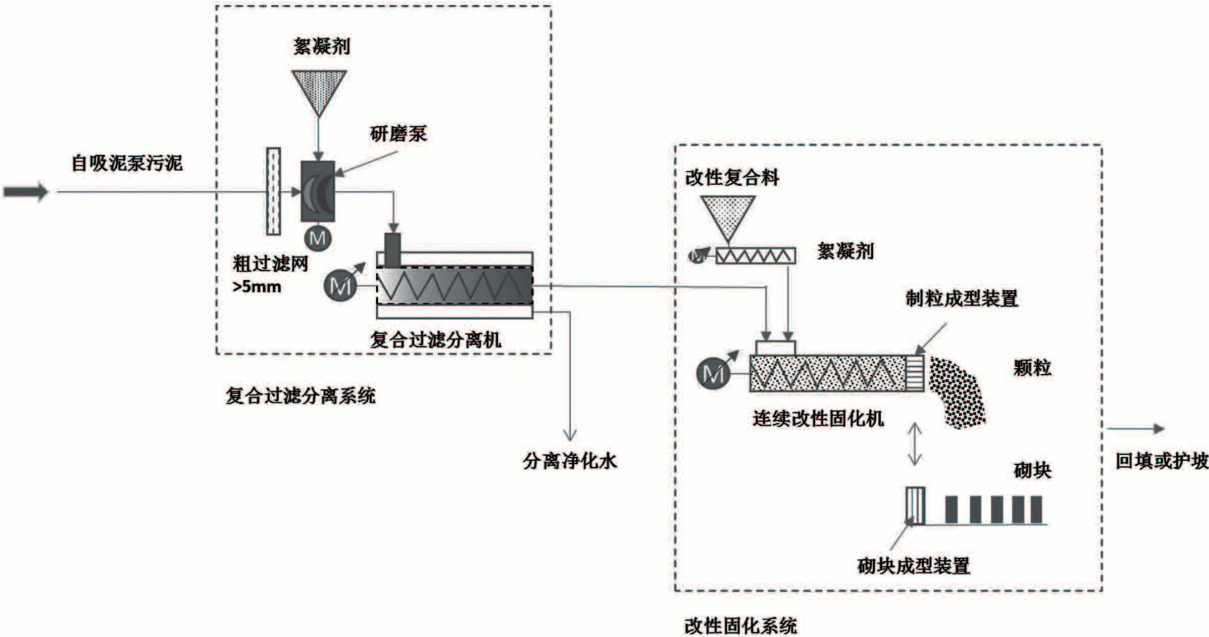 絮凝剂
研磨泵
自吸泥泵污泥
M
粗过滤网
>5mm
M
复合过滤分离机
复合过滤分离系统
分离净化水
改性复合料
M
絮凝剂
制粒成型装置
M
颗粒
连续改性固化机
砌块
回填或护坡
砌块成型装置
改性固化系统